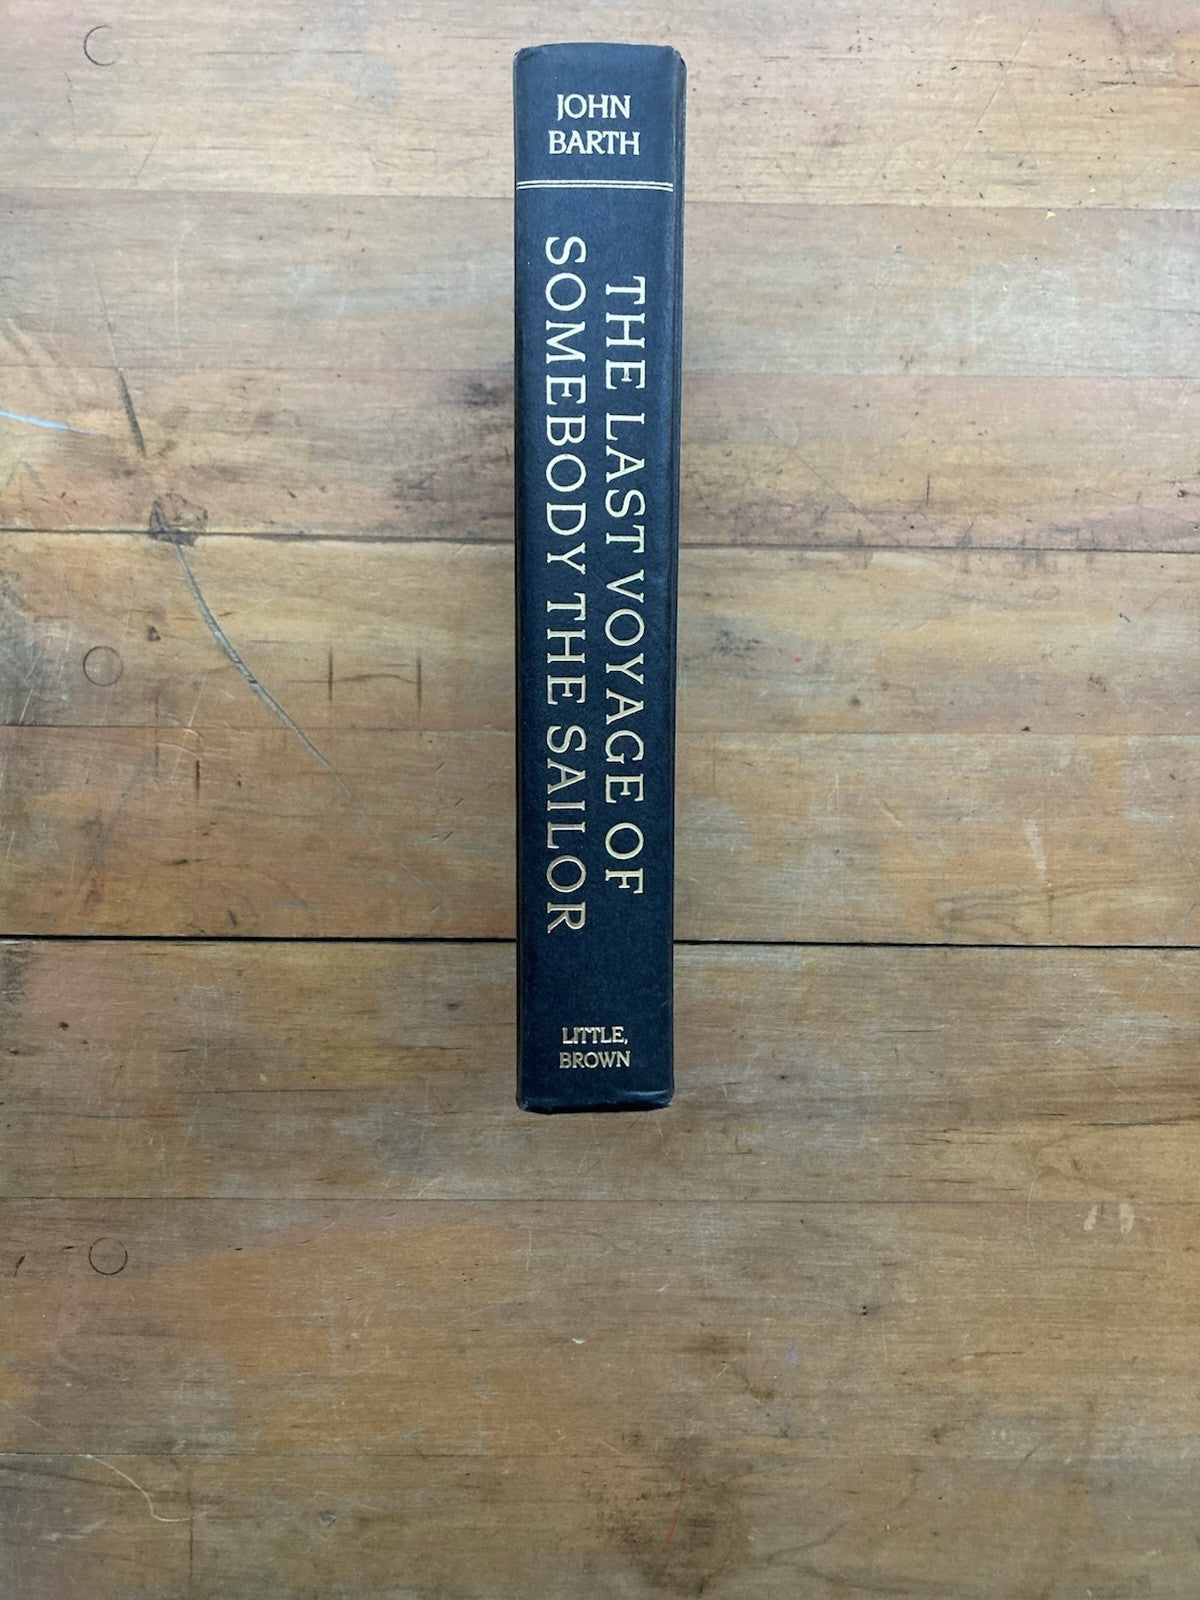 JOHN
BARTH
THE LAST VOYAGE OF
SOMEBODY THE SAILOR
LITTLE,
BROWN